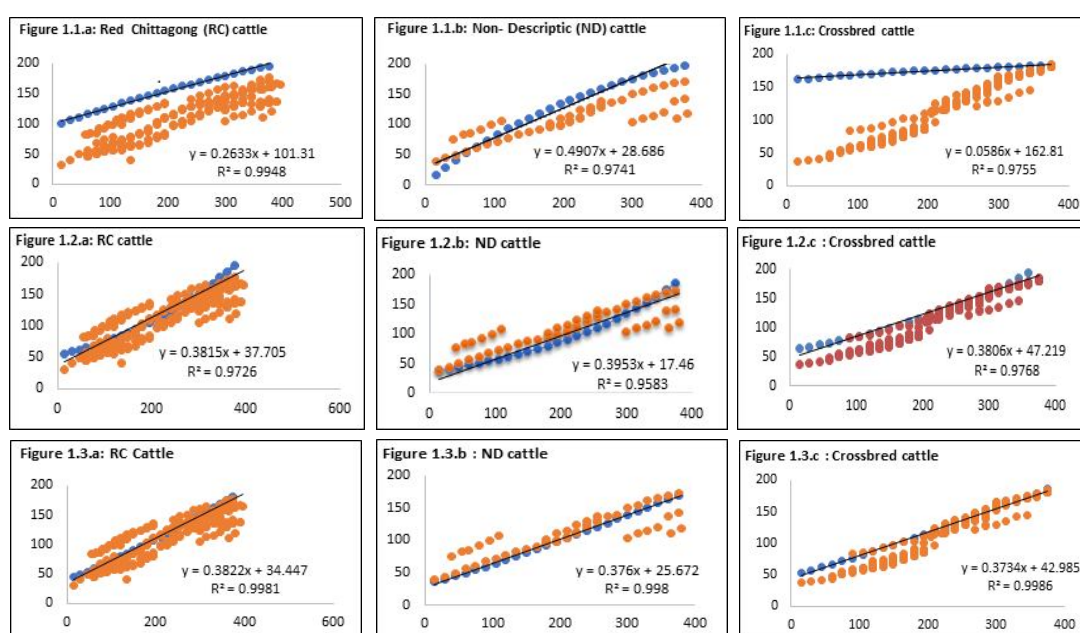 Figure 1.1.a: Red Chittagong (RC) cattle
200
150
100
50
0
y = 0.2633x + 101.31
R² = 0.9948
0 100 200 300 400 500
Figure 1.1.b: Non- Descriptic (ND) cattle
200
150
100
50
0
y = 0.4907x + 28.686
R² = 0.9741
0 100 200 300 400
Figure 1.1.c: Crossbred cattle
200
150
100
50
0
y = 0.0586x + 162.81
R² = 0.9755
0 100 200 300 400
Figure 1.2.a: RC cattle
200
150
100
50
0
y = 0.3815x + 37.705
R² = 0.9726
0 200 400 600
Figure 1.2.b: ND cattle
200
150
100
50
0
y = 0.3953x + 17.46
R² = 0.9583
0 100 200 300 400
Figure 1.2.c : Crossbred cattle
200
150
100
50
0
y = 0.3806x + 47.219
R² = 0.9768
0 100 200 300 400
Figure 1.3.a: RC Cattle
200
150
100
50
0
y = 0.3822x + 34.447
R² = 0.9981
0 200 400 600
Figure 1.3.b : ND cattle
200
150
100
50
0
y = 0.376x + 25.672
R² = 0.998
0 100 200 300 400
Figure 1.3.c : Crossbred cattle
200
150
100
50
0
y = 0.3734x + 42.985
R² = 0.9986
0 100 200 300 400